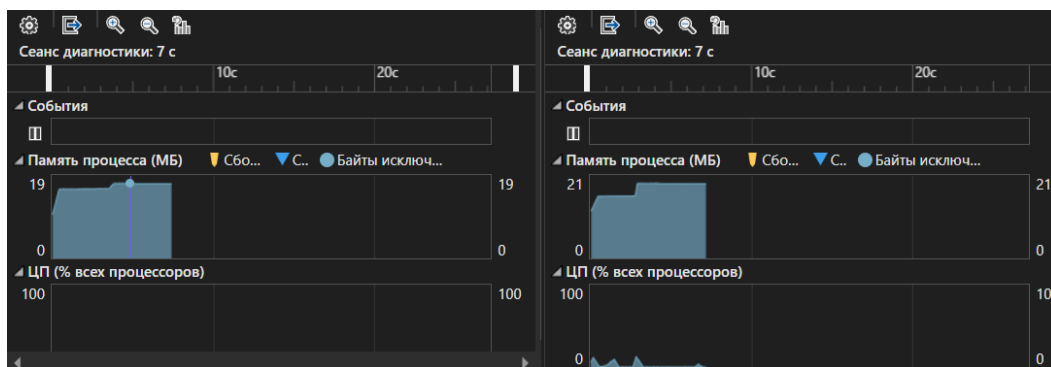 Сеанс диагностики: 7 с
10с 20с
События
Память процесса (МБ) Сбо... С... Байты исключ...
19 19
0 0
ЦП (% всех процессоров)
100 100
Сеанс диагностики: 7 с
10с 20с
События
Память процесса (МБ) Сбо... С.. Байты исключ...
21 21
0 0
ЦП (% всех процессоров)
100 10
0 0